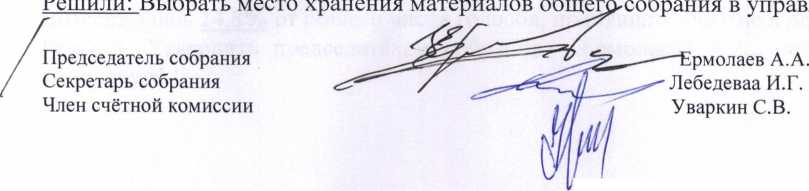 Решили: Выбрать место хранения материалов общего собрания в управ
Председатель собрания Ермолаев А.А.
Секретарь собрания Лебедеваа И.Г.
Член счётной комиссии Уваркин С.В.